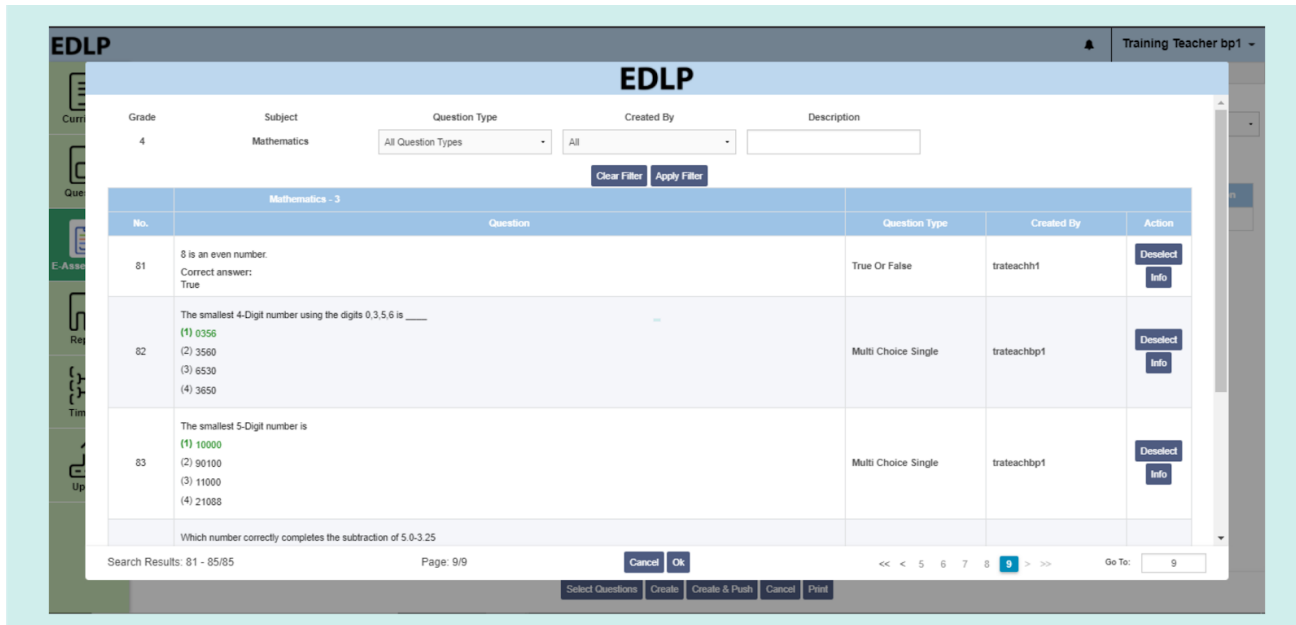 EDLP
Training Teacher bp1
EDLP
Grade Subject Question Type Created By Description
4 Mathematics All Question Types All
Clear Filter Apply Filter
Mathematics - 3
No. Question Question Type Created By Action
81 8 is an even number. True Or False trateachh1 Deselect
Correct answer: Info
True
The smallest 4-Digit number using the digits 0,3,5,6 is ____
(1) 0356
82 (2) 3560 Multi Choice Single trateachbp1 Deselect
(3) 6530 Info
(4) 3650
The smallest 5-Digit number is
(1) 10000
83 (2) 90100 Multi Choice Single trateachbp1 Deselect
(3) 11000 Info
(4) 21088
Which number correctly completes the subtraction of 5.0-3.25
Search Results: 81 - 85/85 Page: 9/9 Cancel Ok << < 5 6 7 8 9 > >> Go To: 9
Select Questions Create Create & Push Cancel Print
Curri
Que
E-Asse
Rep
Tim
Up